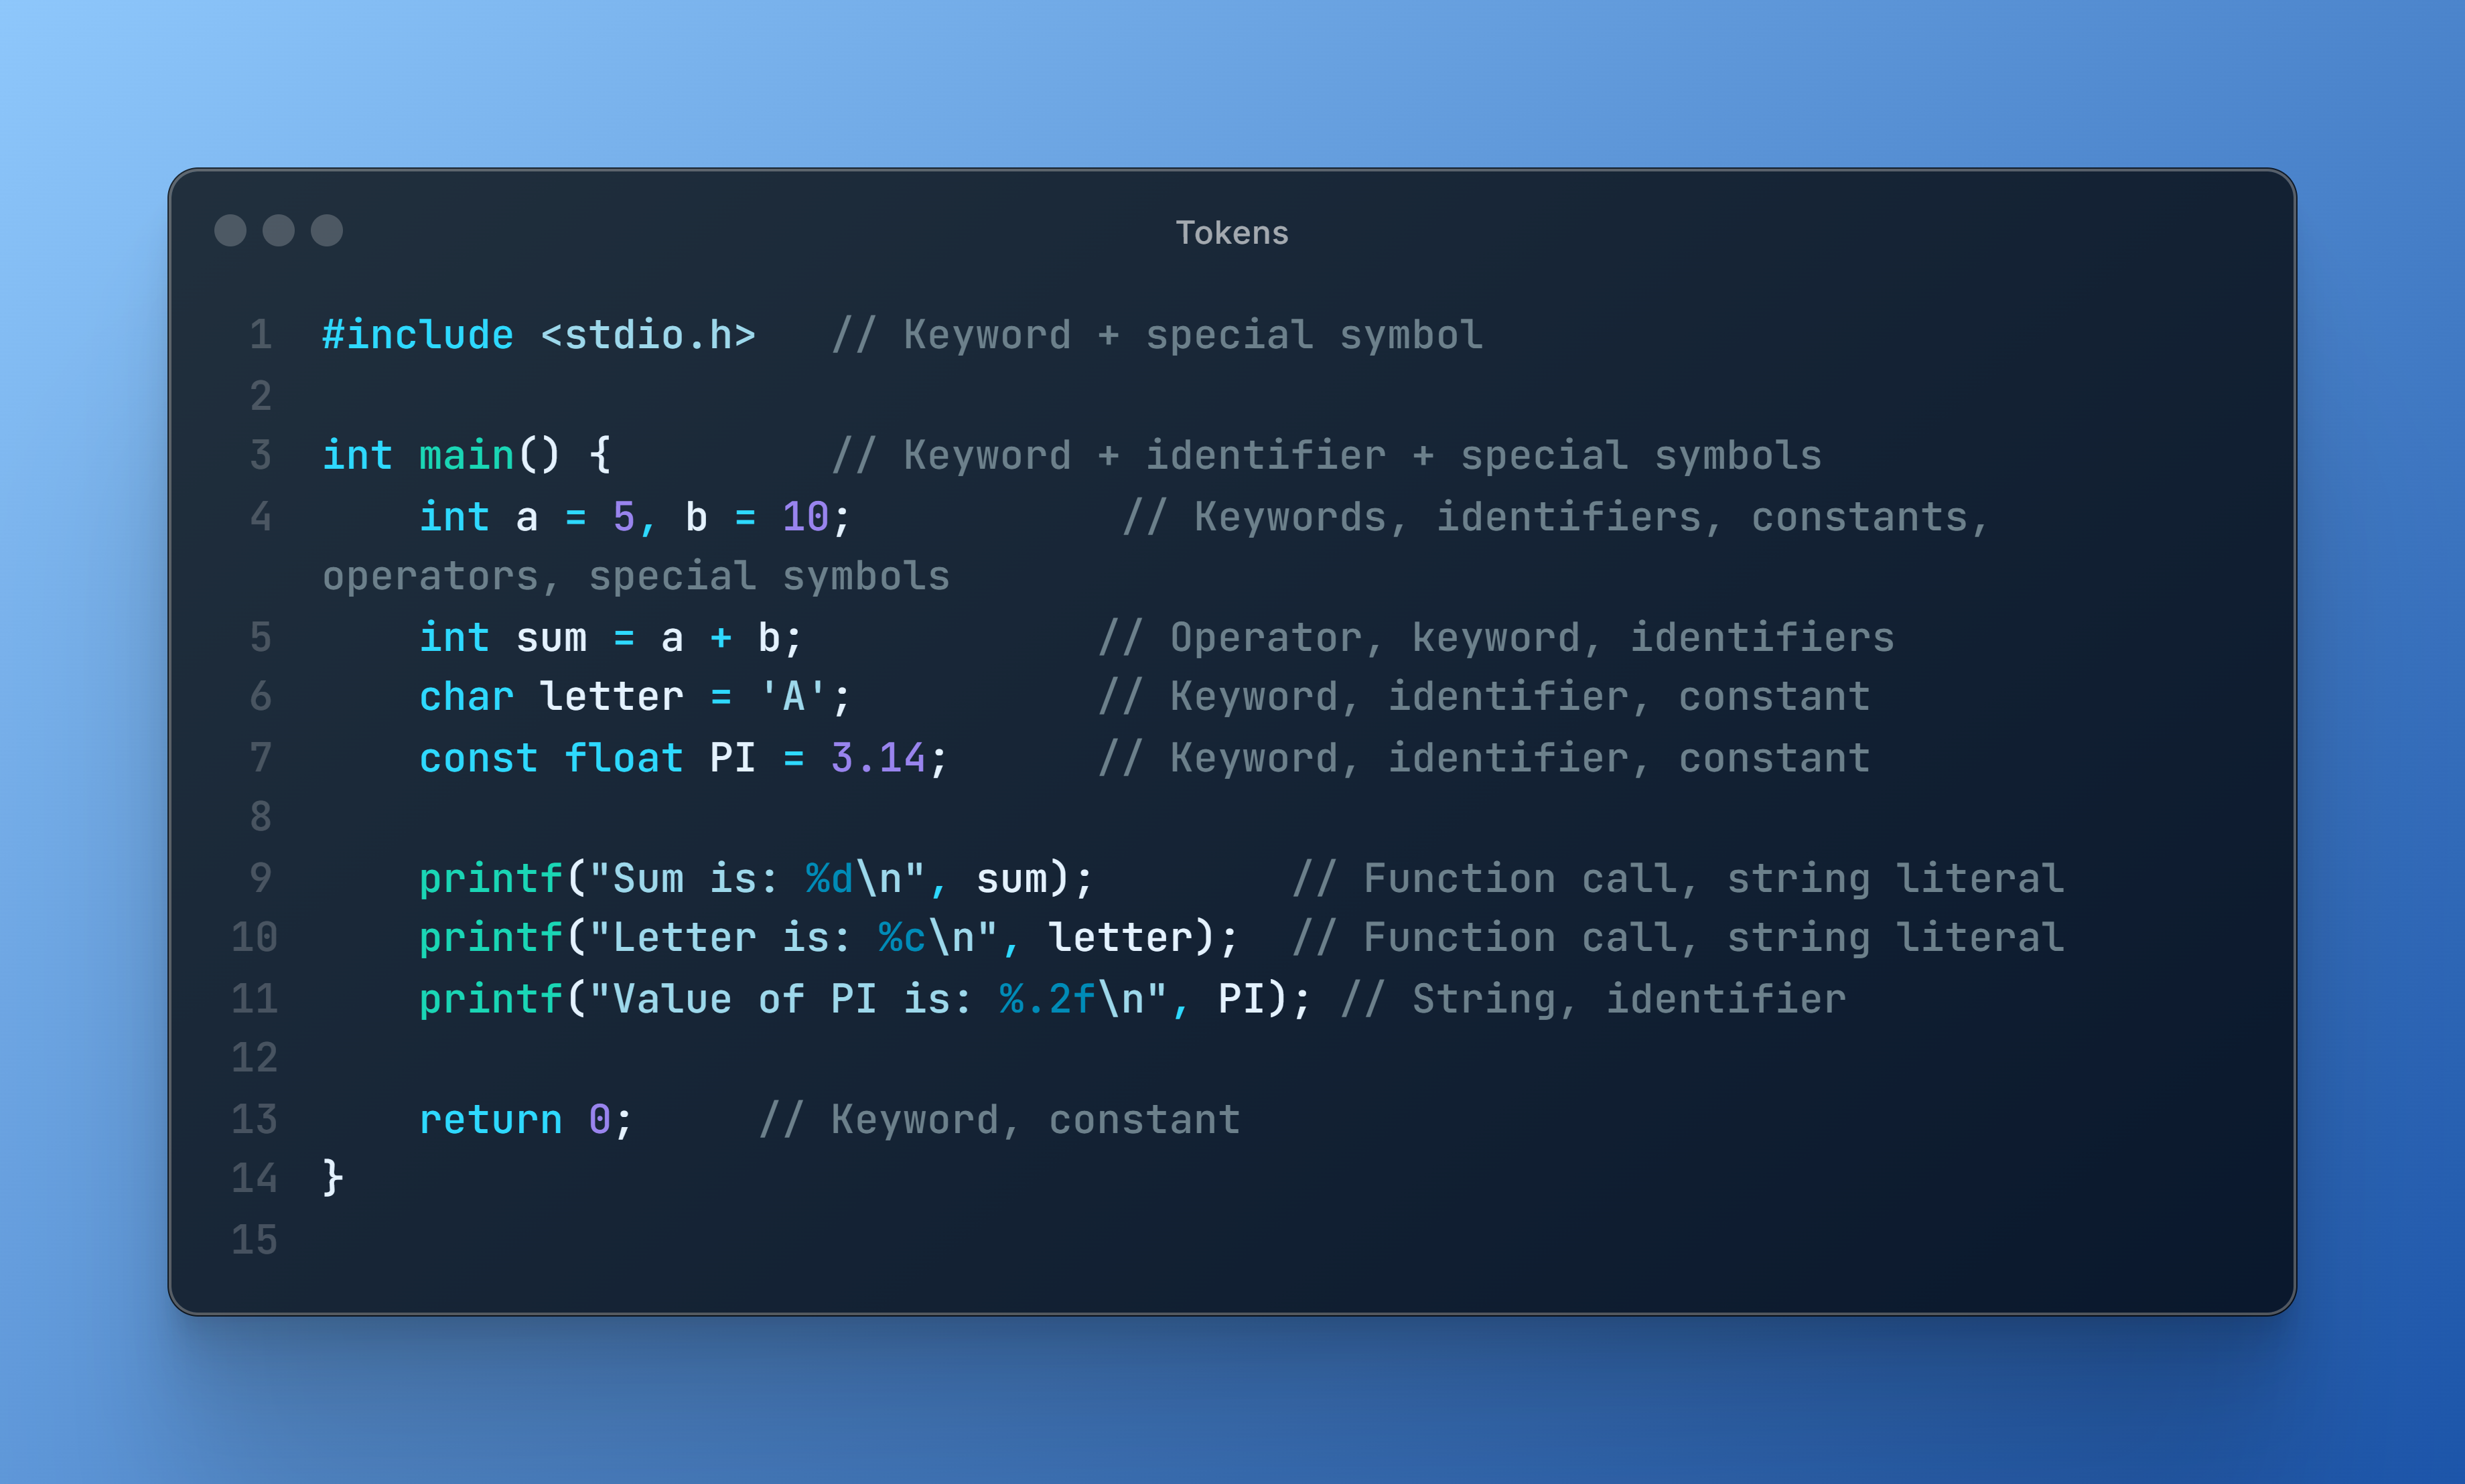 Tokens
1 #include <stdio.h>   // Keyword + special symbol
2
3 int main() {         // Keyword + identifier + special symbols
4     int a = 5, b = 10;           // Keywords, identifiers, constants,
operators, special symbols
5     int sum = a + b;            // Operator, keyword, identifiers
6     char letter = 'A';          // Keyword, identifier, constant
7     const float PI = 3.14;      // Keyword, identifier, constant
8
9     printf("Sum is: %d\n", sum);        // Function call, string literal
10     printf("Letter is: %c\n", letter);  // Function call, string literal
11     printf("Value of PI is: %.2f\n", PI); // String, identifier
12
13     return 0;     // Keyword, constant
14 }
15